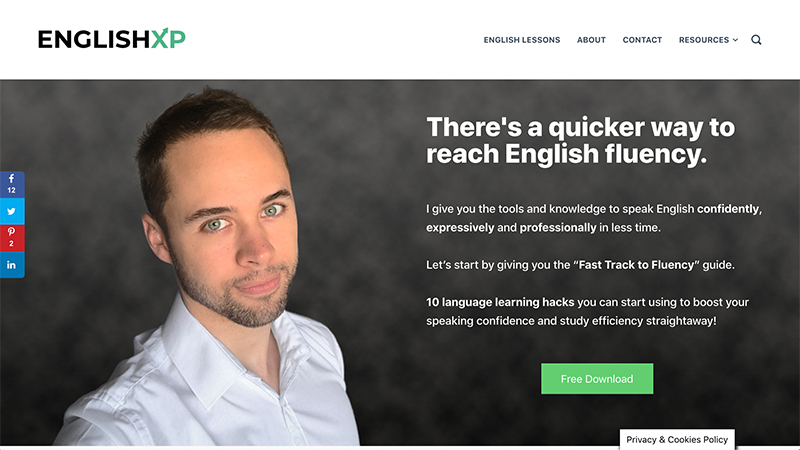 ENGLISHXP
ENGLISH LESSONS ABOUT CONTACT RESOURCES
There's a quicker way to
reach English fluency.
12
2
I give you the tools and knowledge to speak English confidently,
expressively and professionally in less time.
Let's start by giving you the “Fast Track to Fluency” guide.
10 language learning hacks you can start using to boost your
speaking confidence and study efficiency straightaway!
Free Download
Privacy & Cookies Policy